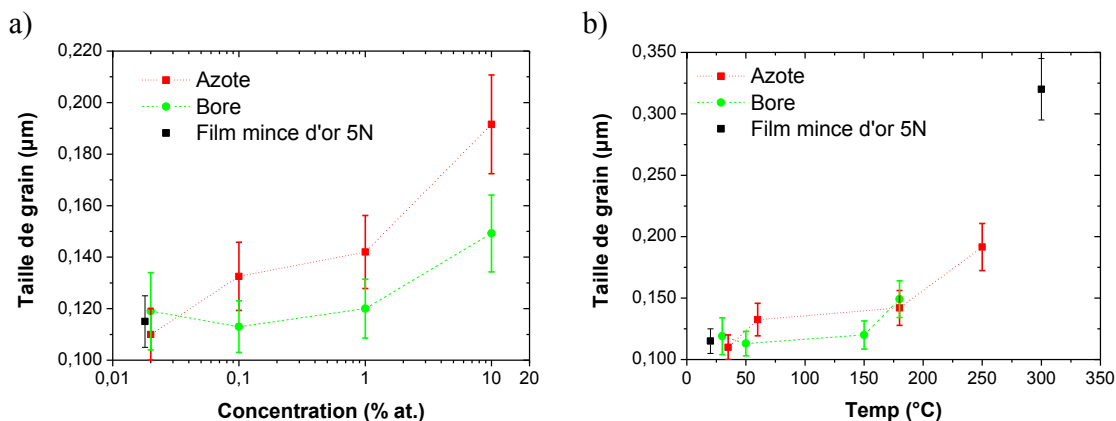 a)
0,220
0,200
0,180
0,160
0,140
0,120
0,100
Taille de grain (µm)
Azote
Bore
Film mince d'or 5N
0,01 0,1 1 10
Concentration (% at.)
b)
0,350
0,300
0,250
0,200
0,150
0,100
Taille de grain (µm)
Azote
Bore
Film mince d'or 5N
0 50 100 150 200 250 300 350
Temp (°C)